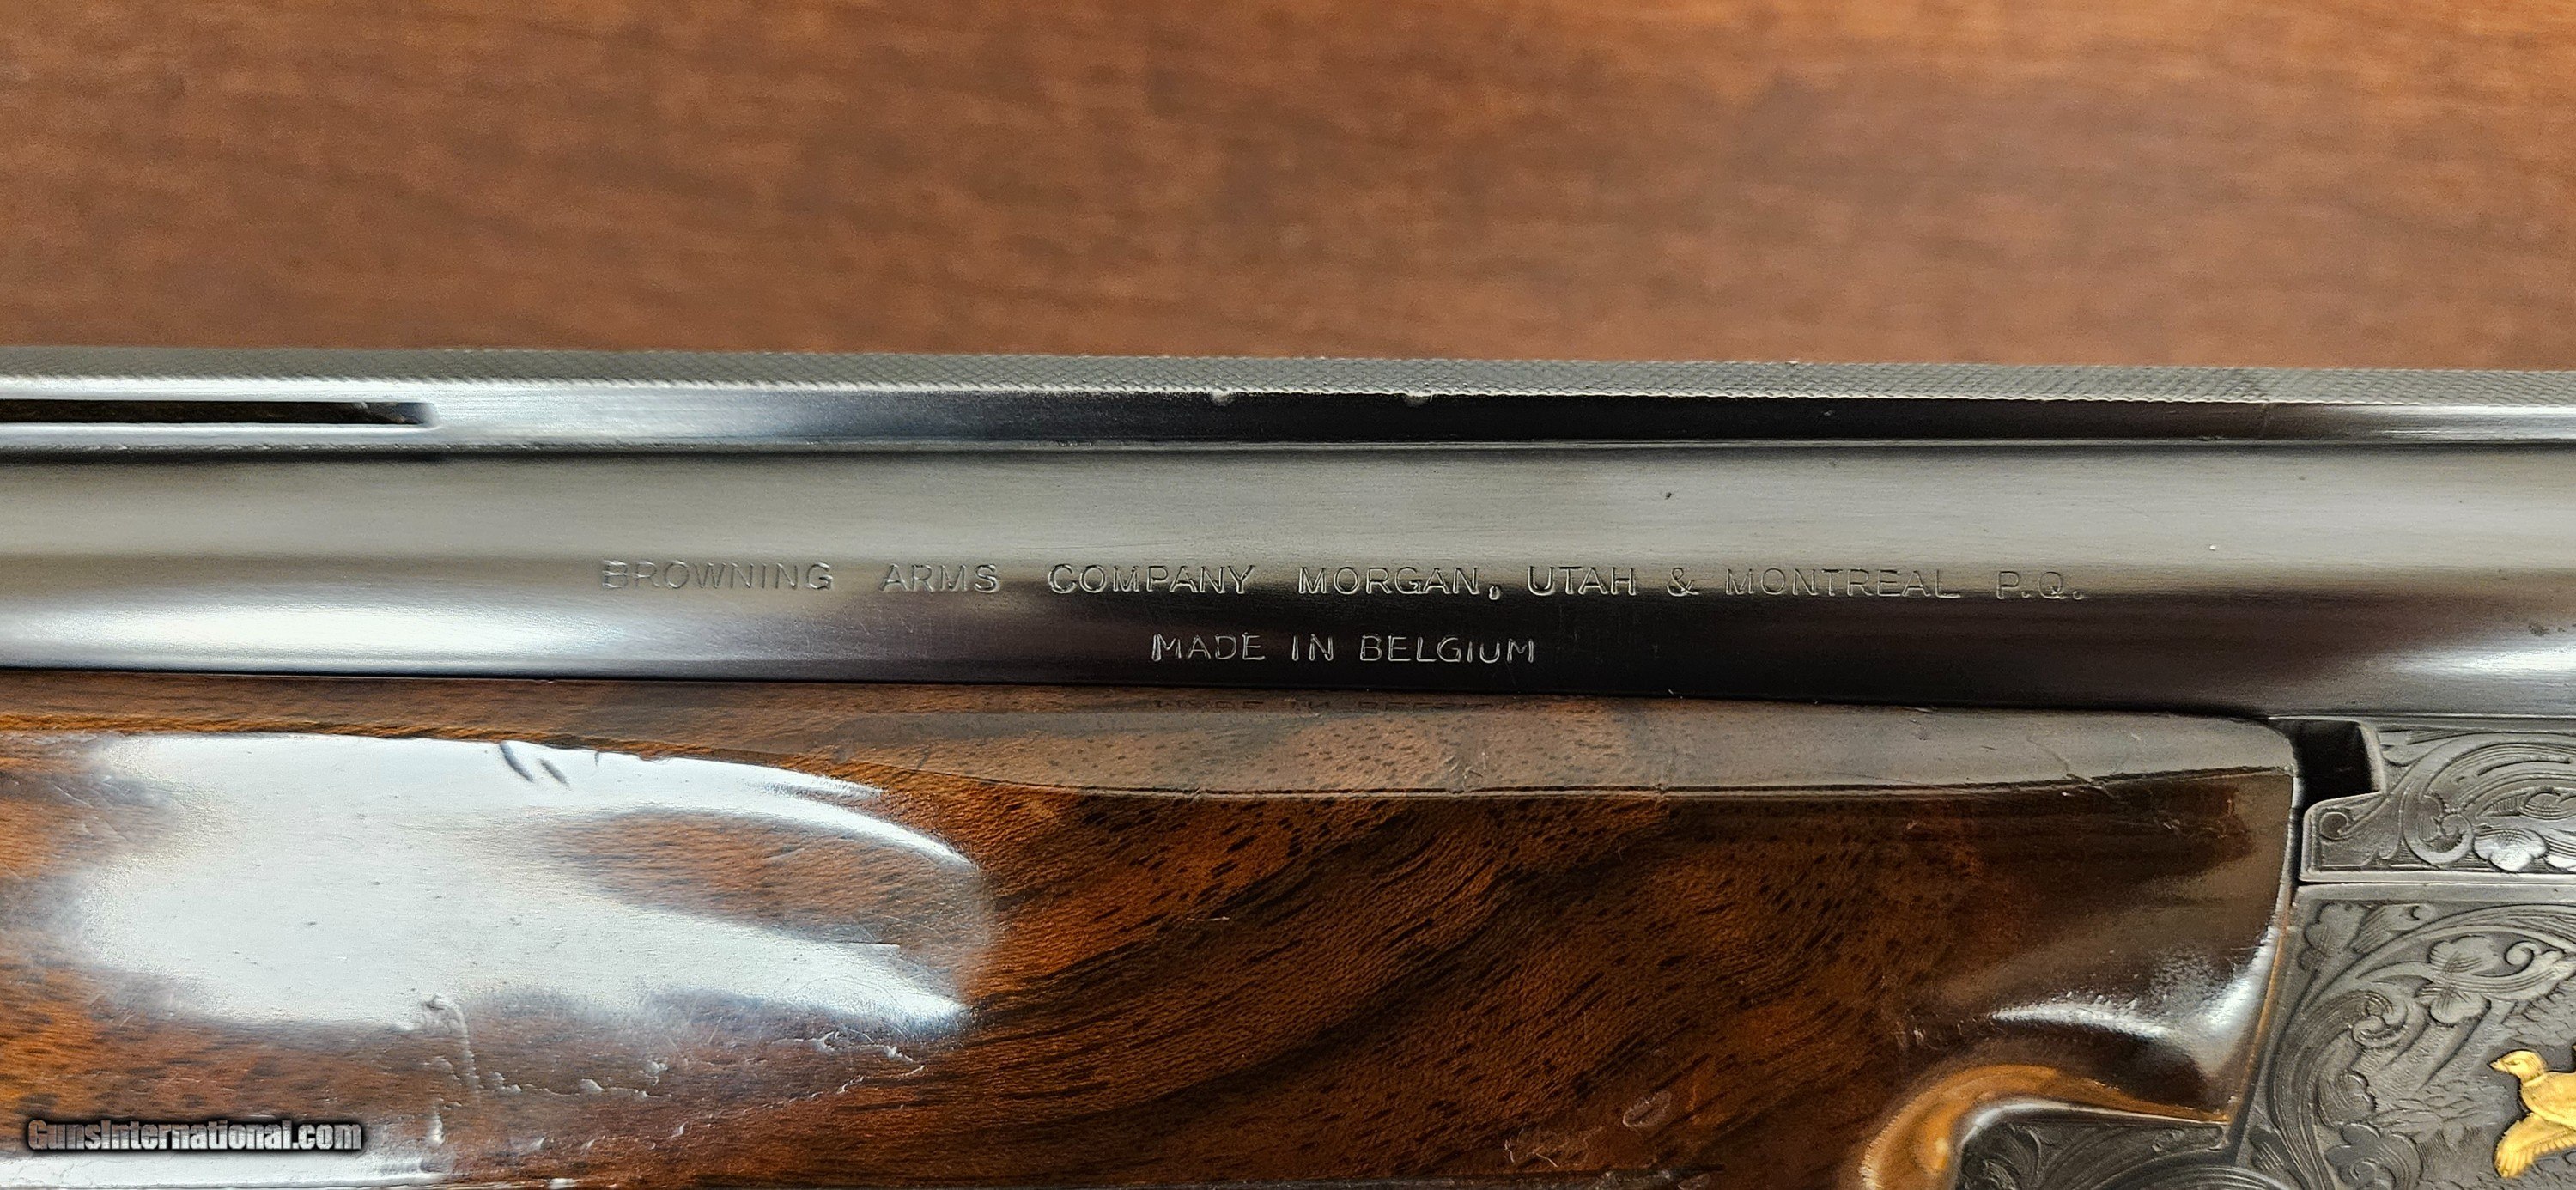 BROWNING ARMS COMPANY MORGAN, UTAH & MONTREAL P.Q.
MADE IN BELGIUM
GunsInternational.com